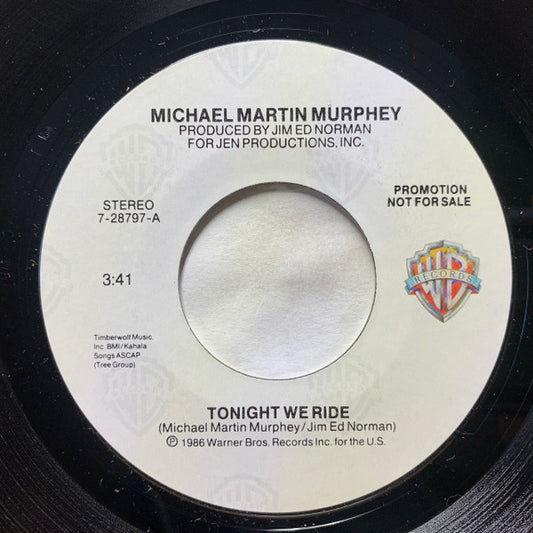 MICHAEL MARTIN MURPHEY
PRODUCED BY JIM ED NORMAN
FOR JEN PRODUCTIONS, INC.
STEREO
7-28797-A
PROMOTION
NOT FOR SALE
3:41
WB
RECORDS
Timberwolf Music.
Inc. BMI/Kahala
Songs ASCAP
(Tree Group)
TONIGHT WE RIDE
(Michael Martin Murphey/Jim Ed Norman)
℗ 1986 Warner Bros. Records Inc. for the U.S.